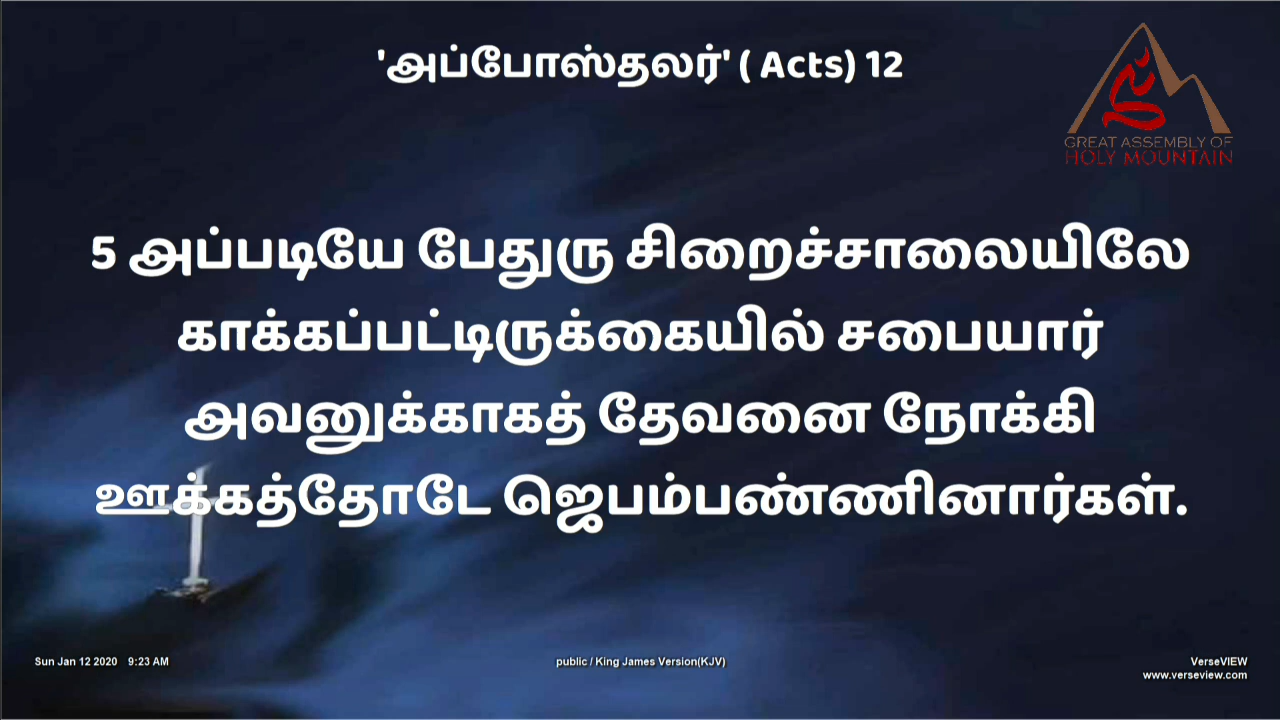 'அப்போஸ்தலர்' ( Acts) 12
GREAT ASSEMBLY OF
HOLY MOUNTAIN
5 அப்படியே பேதுரு சிறைச்சாலையிலே
காக்கப்பட்டிருக்கையில் சபையார்
அவனுக்காகத் தேவனை நோக்கி
ஊக்கத்தோடே ஜெபம்பண்ணினார்கள்.
Sun Jan 12 2020 9:23 AM
public / King James Version(KJV)
VerseVIEW
www.verseview.com